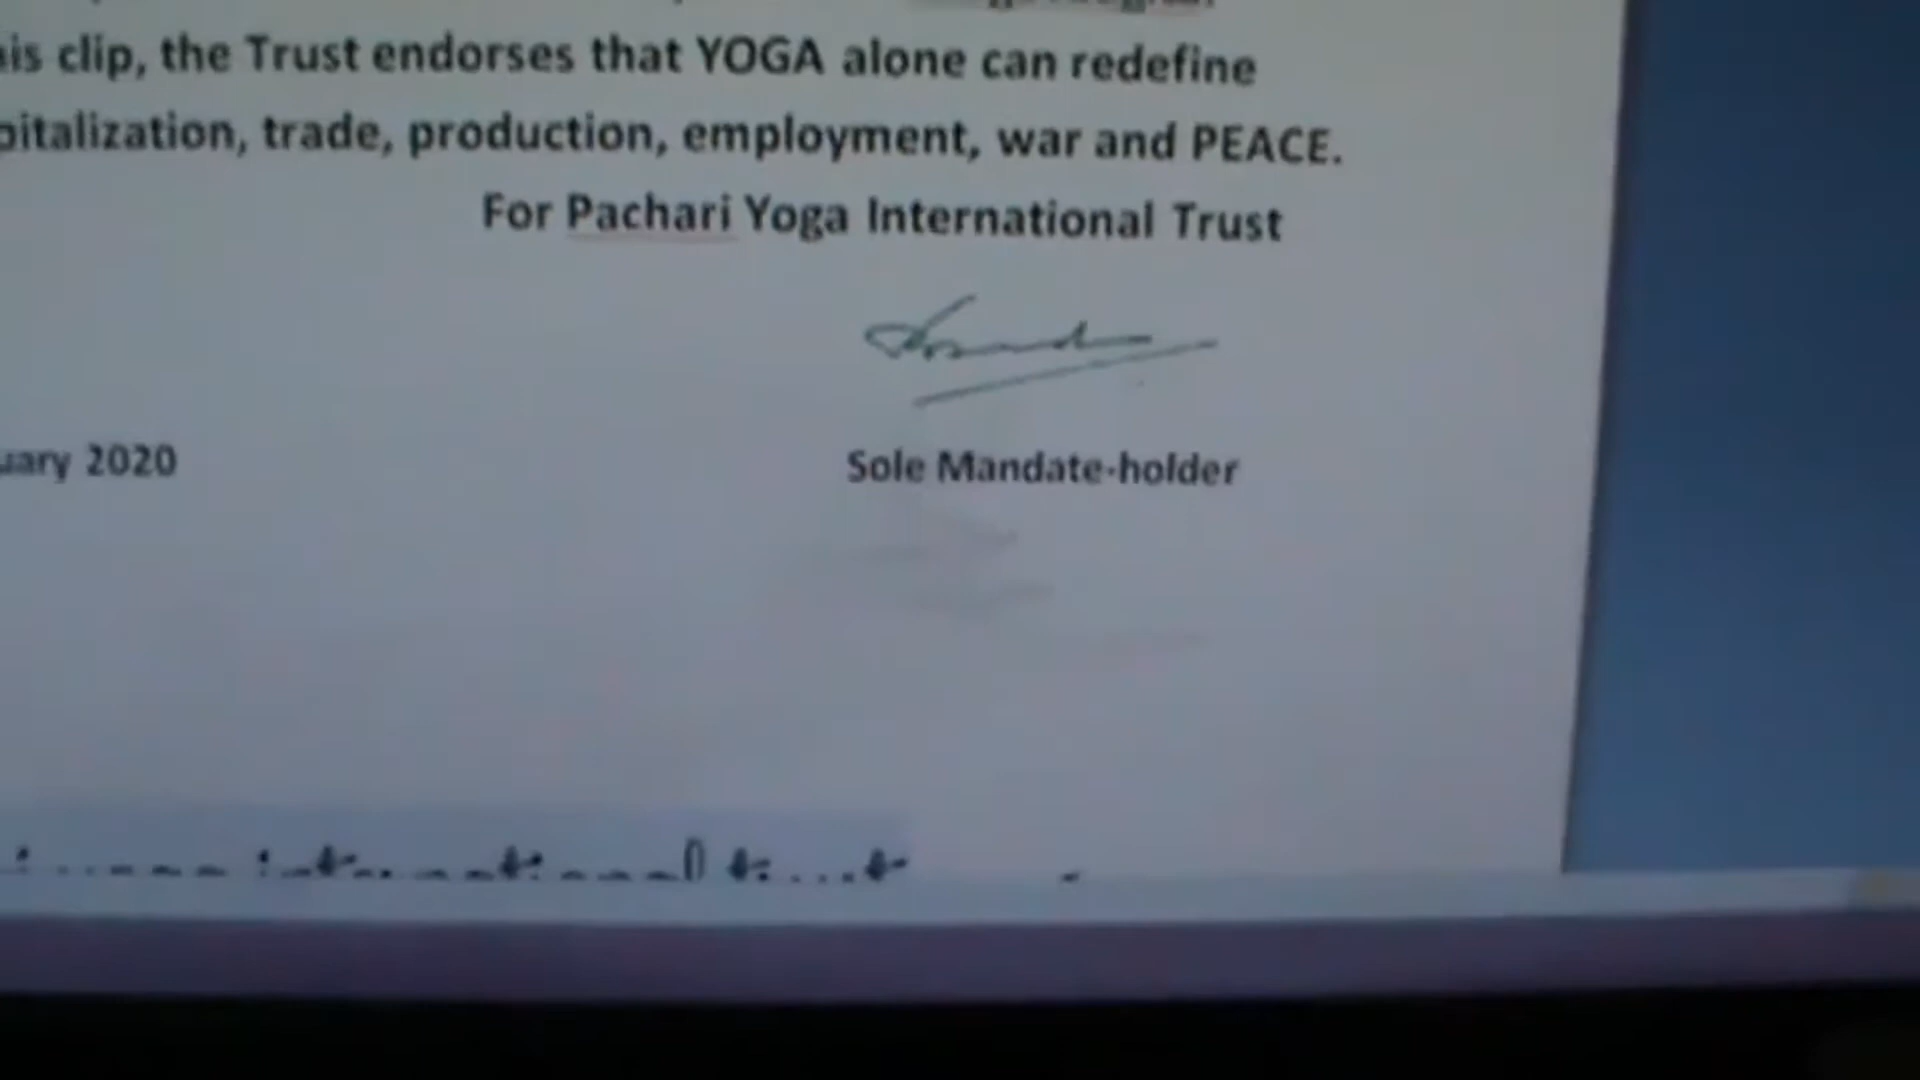 is clip, the Trust endorses that YOGA alone can redefine
pitalization, trade, production, employment, war and PEACE.
For Pachari Yoga International Trust
uary 2020
Sole Mandate-holder